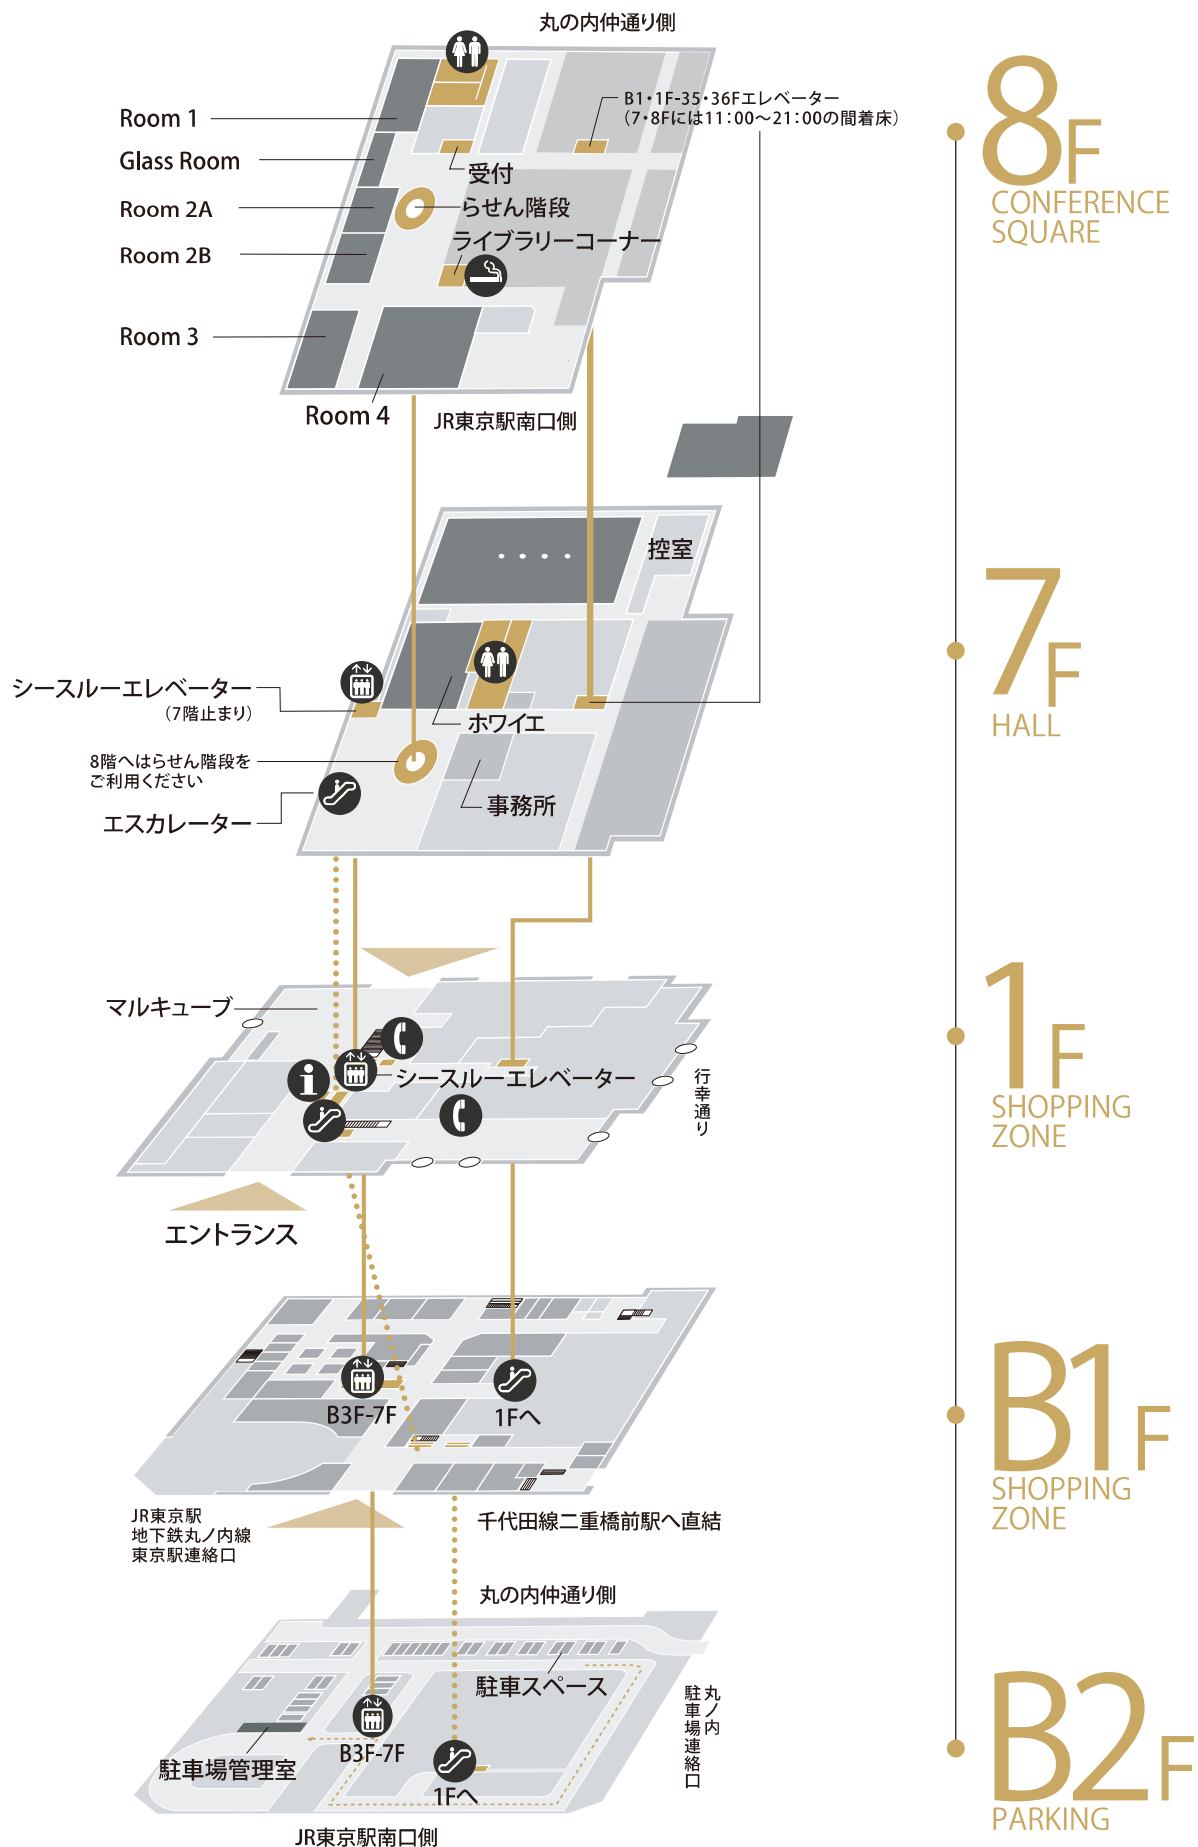 丸の内仲通り側
B1・1F-35・36Fエレベーター
(7・8Fには11:00～21:00の間着床)
Room 1
Glass Room
Room 2A
Room 2B
Room 3
Room 4
受付
らせん階段
ライブラリーコーナー
JR東京駅南口側
8F
CONFERENCE
SQUARE
控室
シースルーエレベーター
(7階止まり)
ホワイエ
8階へはらせん階段を
ご利用ください
エスカレーター
事務所
7F
HALL
マルキューブ
シースルーエレベーター
行幸通り
エントランス
1F
SHOPPING
ZONE
B3F-7F
1Fへ
JR東京駅
地下鉄丸ノ内線
東京駅連絡口
千代田線二重橋前駅へ直結
B1F
SHOPPING
ZONE
丸の内仲通り側
駐車スペース
丸ノ内
駐車場連絡口
駐車場管理室
B3F-7F
1Fへ
JR東京駅南口側
B2F
PARKING